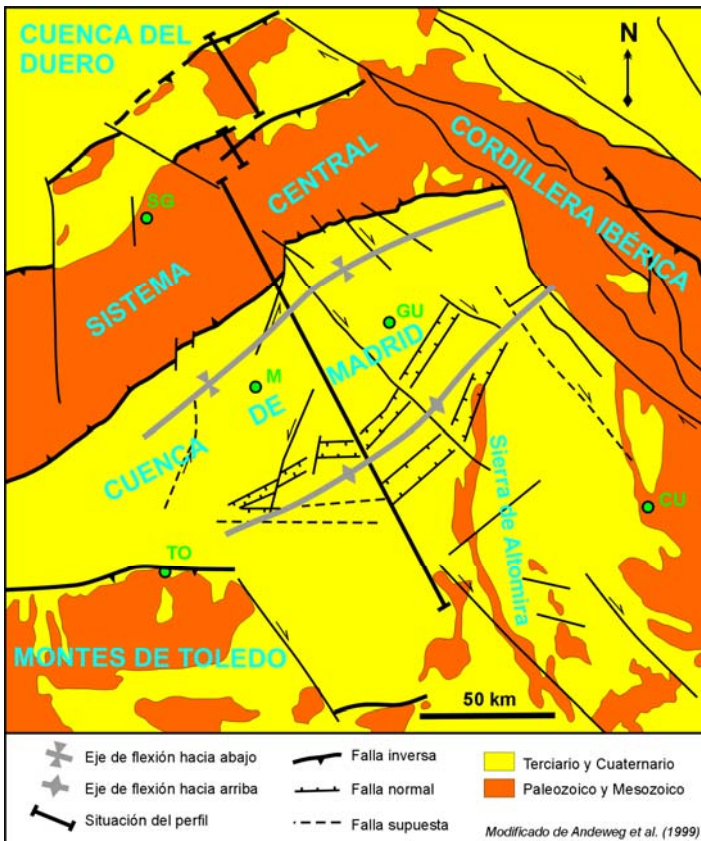 CUENCA DEL
DUERO
N
CORDILLERA IBÉRICA
CENTRAL
SG
SISTEMA
GU
MADRID
M
DE
CUENCA
Sierra de Altomira
CU
TO
MONTES DE TOLEDO
50 km
Eje de flexión hacia abajo
Falla inversa
Terciario y Cuaternario
Eje de flexión hacia arriba
Falla normal
Paleozoico y Mesozoico
Situación del perfil
Falla supuesta
Modificado de Andeweg et al. (1999)